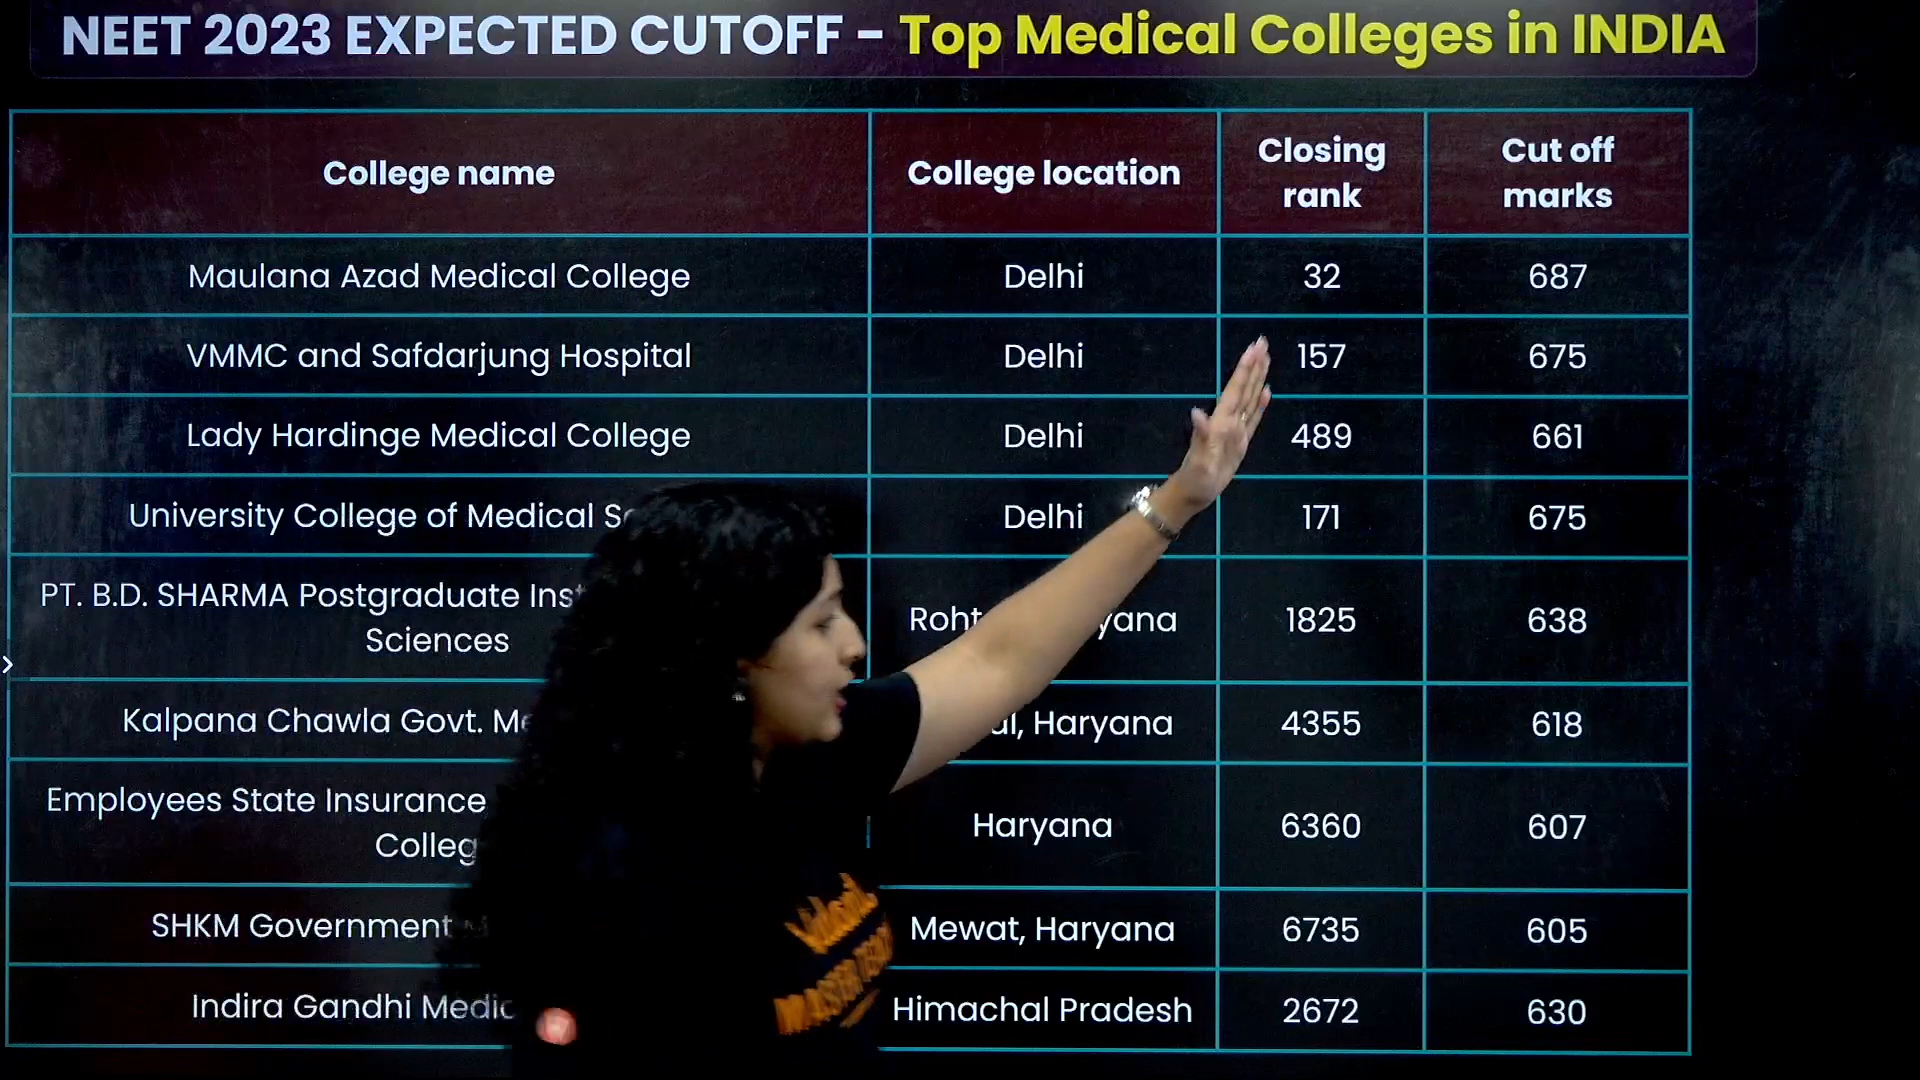 NEET 2023 EXPECTED CUTOFF - Top Medical Colleges in INDIA
College name College location Closing rank Cut off marks
Maulana Azad Medical College Delhi 32 687
VMMC and Safdarjung Hospital Delhi 157 675
Lady Hardinge Medical College Delhi 489 661
University College of Medical Delhi 171 675
PT. B.D. SHARMA Postgraduate
Sciences 1825 638
Kalpana Chawla Govt. Haryana 4355 618
Employees State Insurance
Haryana 6360 607
SHKM Government Mewat, Haryana 6735 605
Indira Gandhi Himachal Pradesh 2672 630